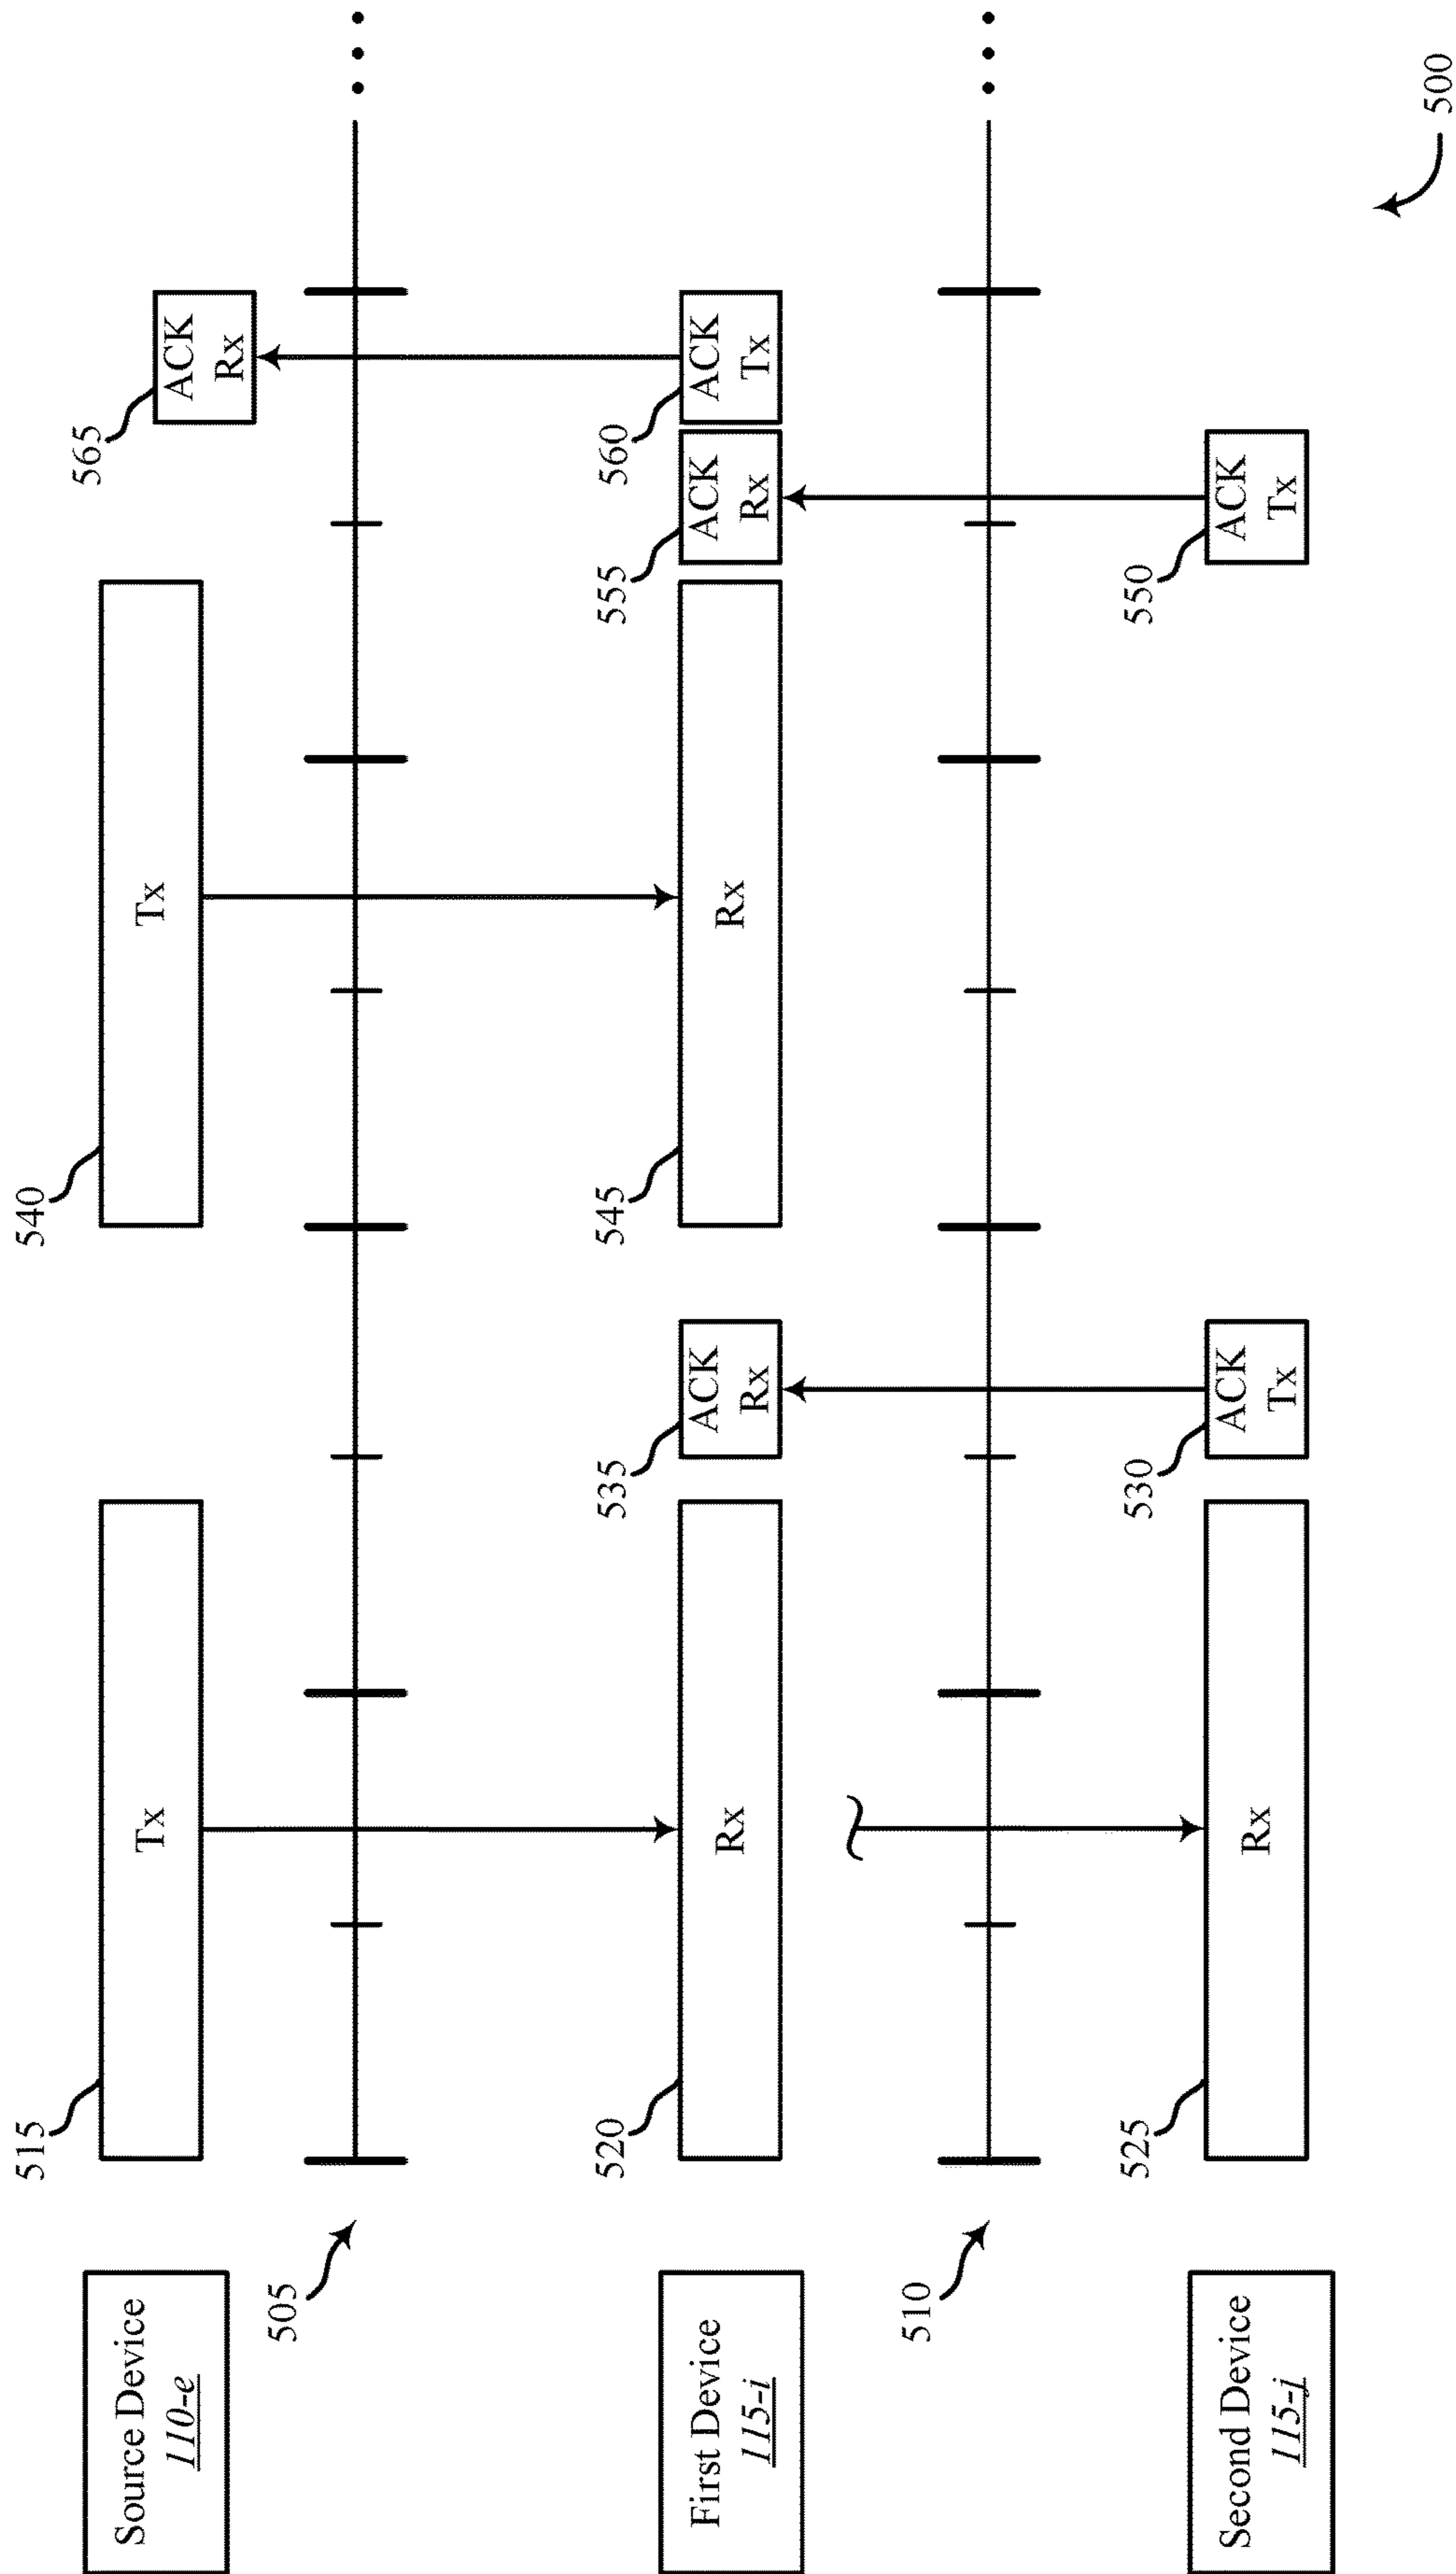 Source Device
110-e
505
515
Tx
540
Tx
565
ACK
Rx
First Device
115-i
510
520
Rx
535
ACK
Rx
545
Rx
555
ACK
Rx
560
ACK
Tx
Second Device
115-j
525
Rx
530
ACK
Tx
550
ACK
Tx
500